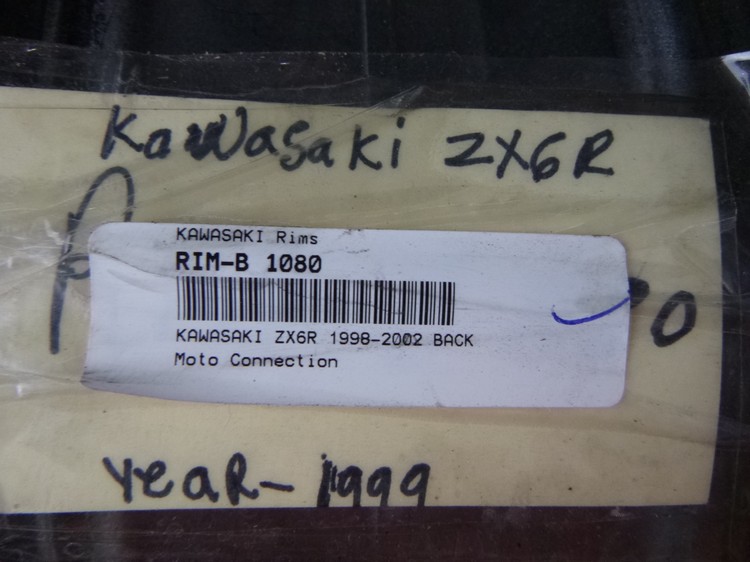 Kawasaki ZX6R
KAWASAKI Rims
RIM-B 1080
KAWASAKI ZX6R 1998-2002 BACK
Moto Connection
Year- 1999